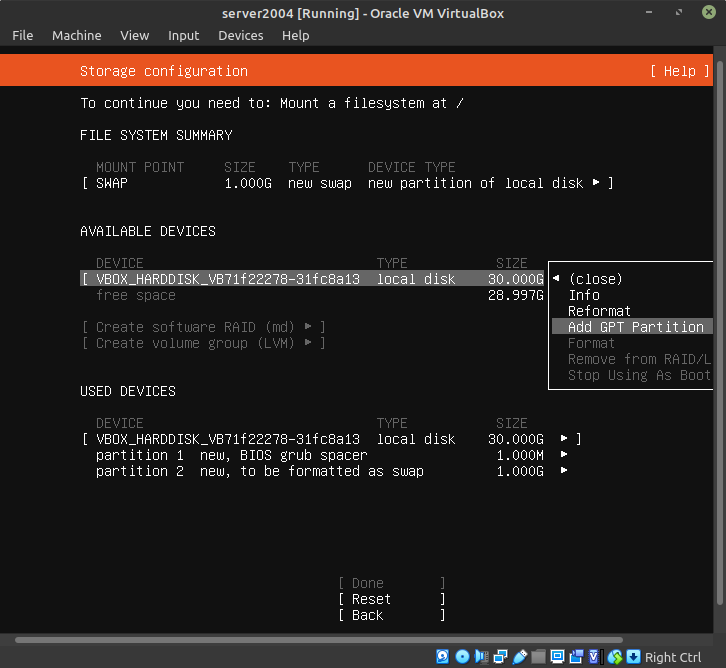 server2004 [Running] - Oracle VM VirtualBox
File Machine View Input Devices Help
Storage configuration [ Help ]
To continue you need to: Mount a filesystem at /
FILE SYSTEM SUMMARY
MOUNT POINT SIZE TYPE DEVICE TYPE
[ SWAP 1.000G new swap new partition of local disk ▸ ]
AVAILABLE DEVICES
DEVICE TYPE SIZE
[ VBOX_HARDDISK_VB71f22278-31fc8a13 local disk 30.000G ◂ (close)
free space 28.997G Info
Reformat
[ Create software RAID (md) ▸ ] Add GPT Partition
[ Create volume group (LVM) ▸ ] Format
Remove from RAID/L
Stop Using As Boot
USED DEVICES
DEVICE TYPE SIZE
[ VBOX_HARDDISK_VB71f22278-31fc8a13 local disk 30.000G ▸ ]
partition 1 new, BIOS grub spacer 1.000M ▸
partition 2 new, to be formatted as swap 1.000G ▸
[ Done ]
[ Reset ]
[ Back ]
Right Ctrl